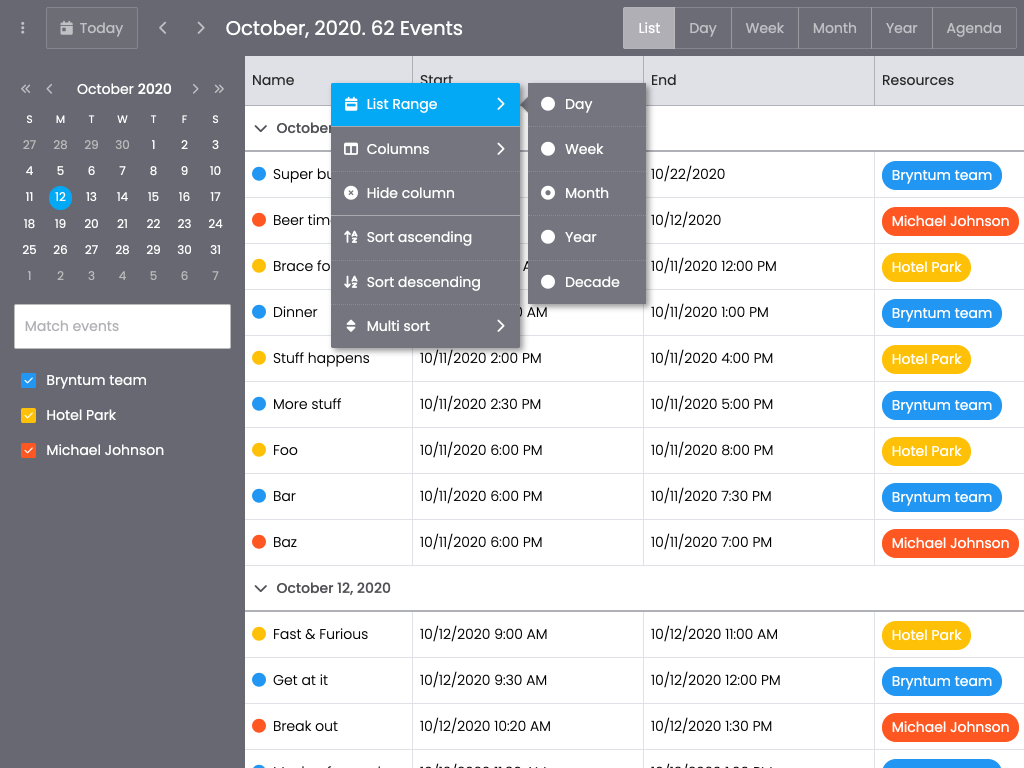 Today
October, 2020. 62 Events
List Day Week Month Year Agenda
October 2020
S M T W T F S
27 28 29 30 1 2 3
4 5 6 7 8 9 10
11 12 13 14 15 16 17
18 19 20 21 22 23 24
25 26 27 28 29 30 31
1 2 3 4 5 6 7
Match events
Bryntum team
Hotel Park
Michael Johnson
Name Start End Resources
List Range
Columns
Hide column
Sort ascending
Sort descending
Multi sort
Day
Week
Month
Year
Decade
October
Super bu 10/22/2020 Bryntum team
Beer tim 10/12/2020 Michael Johnson
Brace fo 10/11/2020 12:00 PM Hotel Park
Dinner AM 10/11/2020 1:00 PM Bryntum team
Stuff happens 10/11/2020 2:00 PM 10/11/2020 4:00 PM Hotel Park
More stuff 10/11/2020 2:30 PM 10/11/2020 5:00 PM Bryntum team
Foo 10/11/2020 6:00 PM 10/11/2020 8:00 PM Hotel Park
Bar 10/11/2020 6:00 PM 10/11/2020 7:30 PM Bryntum team
Baz 10/11/2020 6:00 PM 10/11/2020 7:00 PM Michael Johnson
October 12, 2020
Fast & Furious 10/12/2020 9:00 AM 10/12/2020 11:00 AM Hotel Park
Get at it 10/12/2020 9:30 AM 10/12/2020 12:00 PM Bryntum team
Break out 10/12/2020 10:20 AM 10/12/2020 1:30 PM Michael Johnson